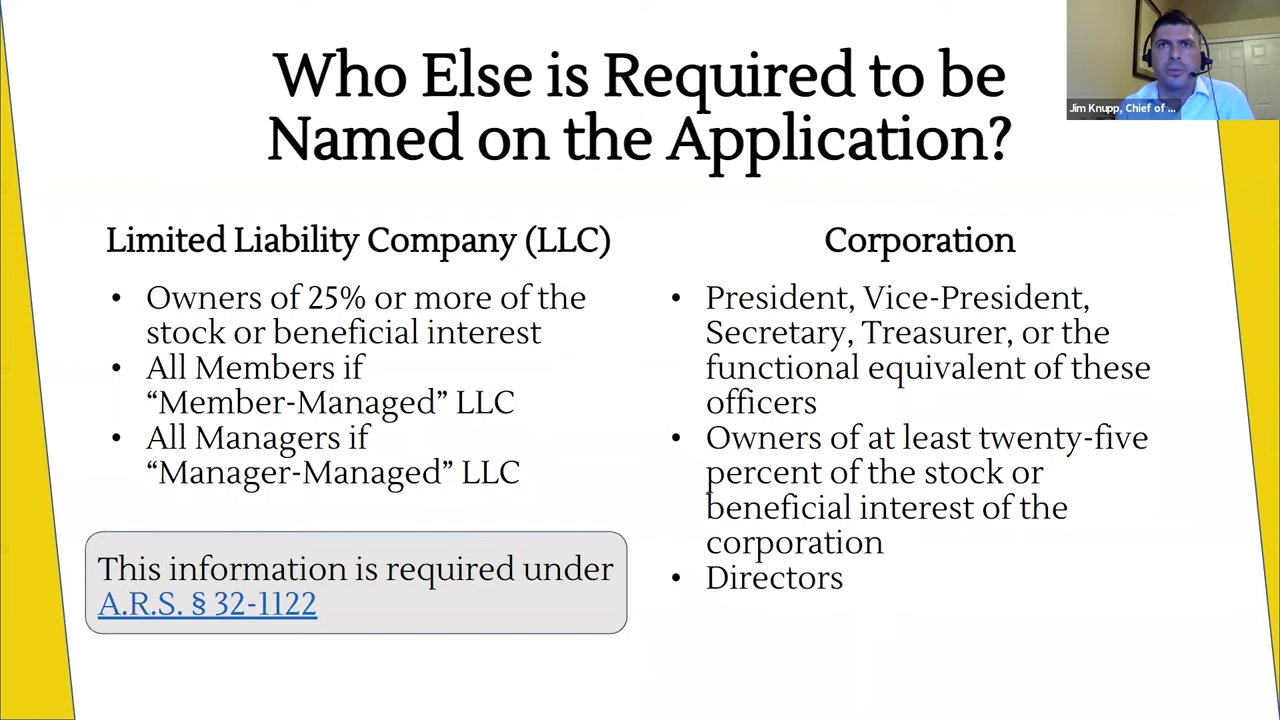 Who Else is Required to be
Named on the Application?
Jim Knupp, Chief of ...
Limited Liability Company (LLC)
• Owners of 25% or more of the
stock or beneficial interest
• All Members if
“Member-Managed” LLC
• All Managers if
“Manager-Managed” LLC
This information is required under
A.R.S. § 32-1122
Corporation
• President, Vice-President,
Secretary, Treasurer, or the
functional equivalent of these
officers
• Owners of at least twenty-five
percent of the stock or
beneficial interest of the
corporation
• Directors